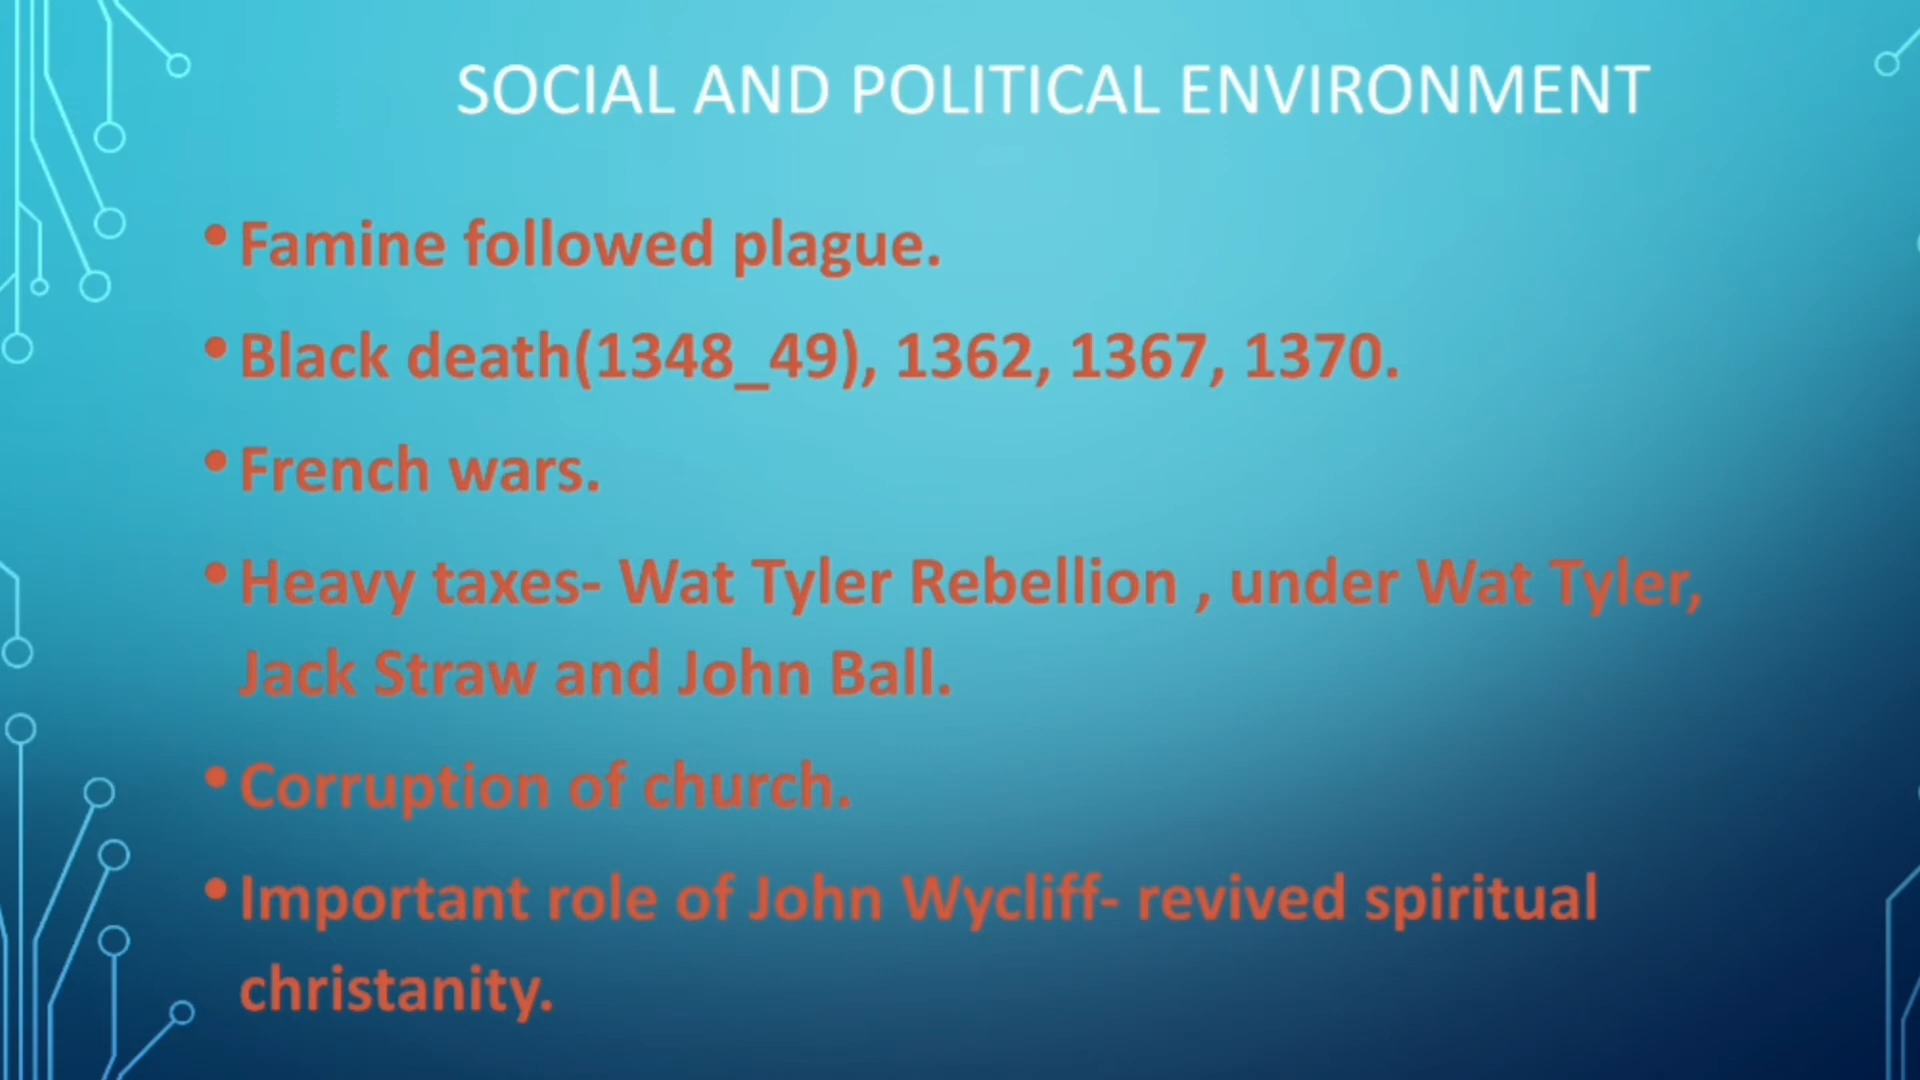 SOCIAL AND POLITICAL ENVIRONMENT
•Famine followed plague.
•Black death(1348_49), 1362, 1367, 1370.
•French wars.
•Heavy taxes- Wat Tyler Rebellion , under Wat Tyler,
Jack Straw and John Ball.
•Corruption of church.
•Important role of John Wycliff- revived spiritual
christanity.